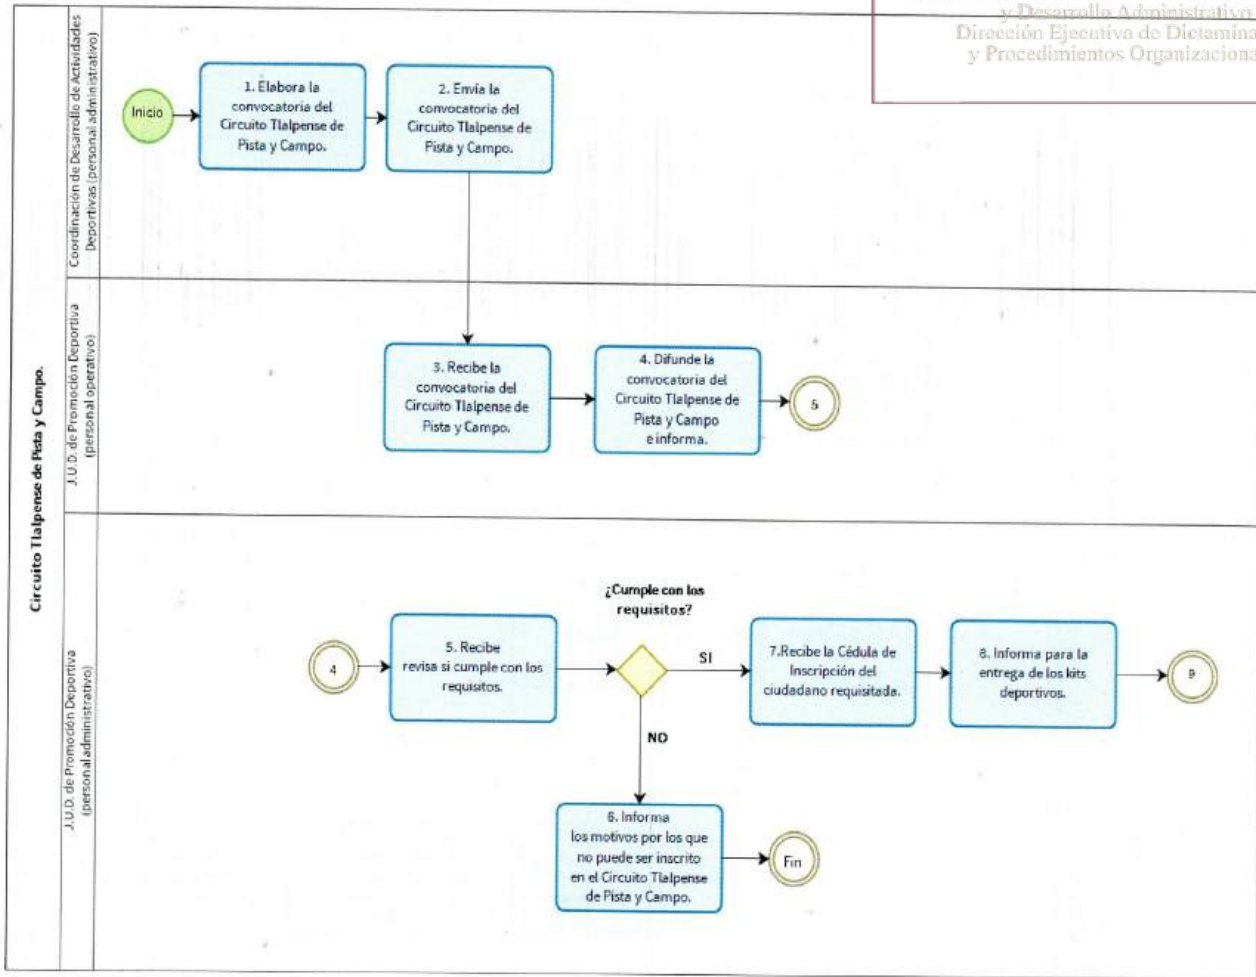 y Desarrollo Administrativo
Dirección Ejecutiva de Dictamina
y Procedimientos Organizaciona
Circuito Tlalpense de Pista y Campo.
Coordinación de Desarrollo de Actividades
Deportivas (personal administrativo)
Inicio
1. Elabora la
convocatoria del
Circuito Tlalpense de
Pista y Campo.
2. Envía la
convocatoria del
Circuito Tlalpense de
Pista y Campo.
J.U.D. de Promoción Deportiva
(personal operativo)
3. Recibe la
convocatoria del
Circuito Tlalpense de
Pista y Campo.
4. Difunde la
convocatoria del
Circuito Tlalpense de
Pista y Campo
e informa.
5
J.U.D. de Promoción Deportiva
(personal administrativo)
4
5. Recibe
revisa si cumple con los
requisitos.
¿Cumple con los
requisitos?
SI
7.Recibe la Cédula de
Inscripción del
ciudadano requisitada.
8. Informa para la
entrega de los kits
deportivos.
9
NO
6. Informa
los motivos por los que
no puede ser inscrito
en el Circuito Tlalpense
de Pista y Campo.
Fin